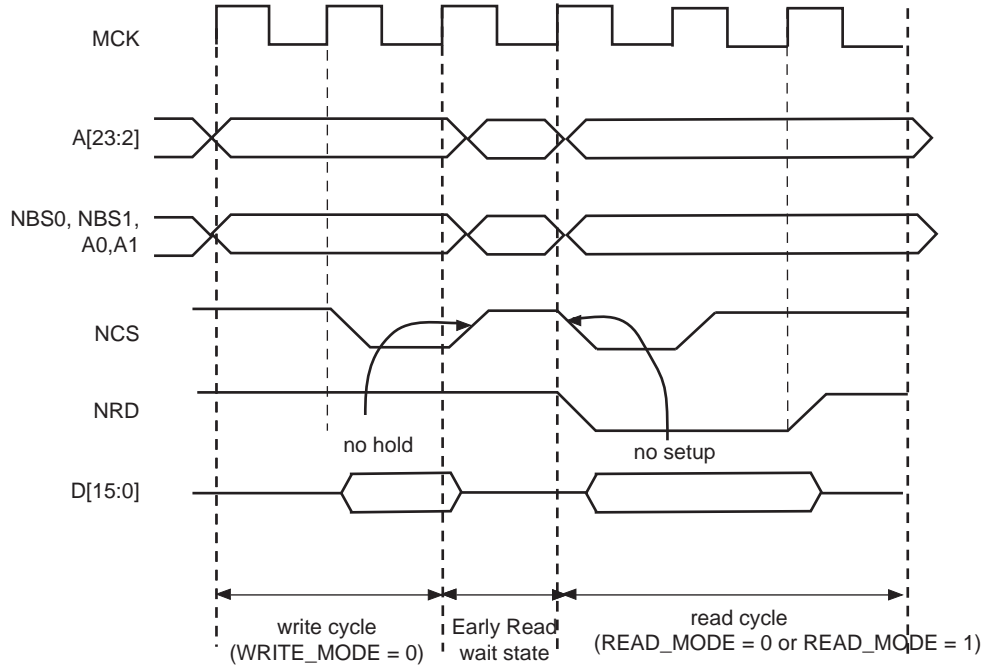 MCK
A[23:2]
NBS0, NBS1,
A0,A1
NCS
NRD
no hold
no setup
D[15:0]
write cycle
(WRITE_MODE = 0)
Early Read
wait state
read cycle
(READ_MODE = 0 or READ_MODE = 1)